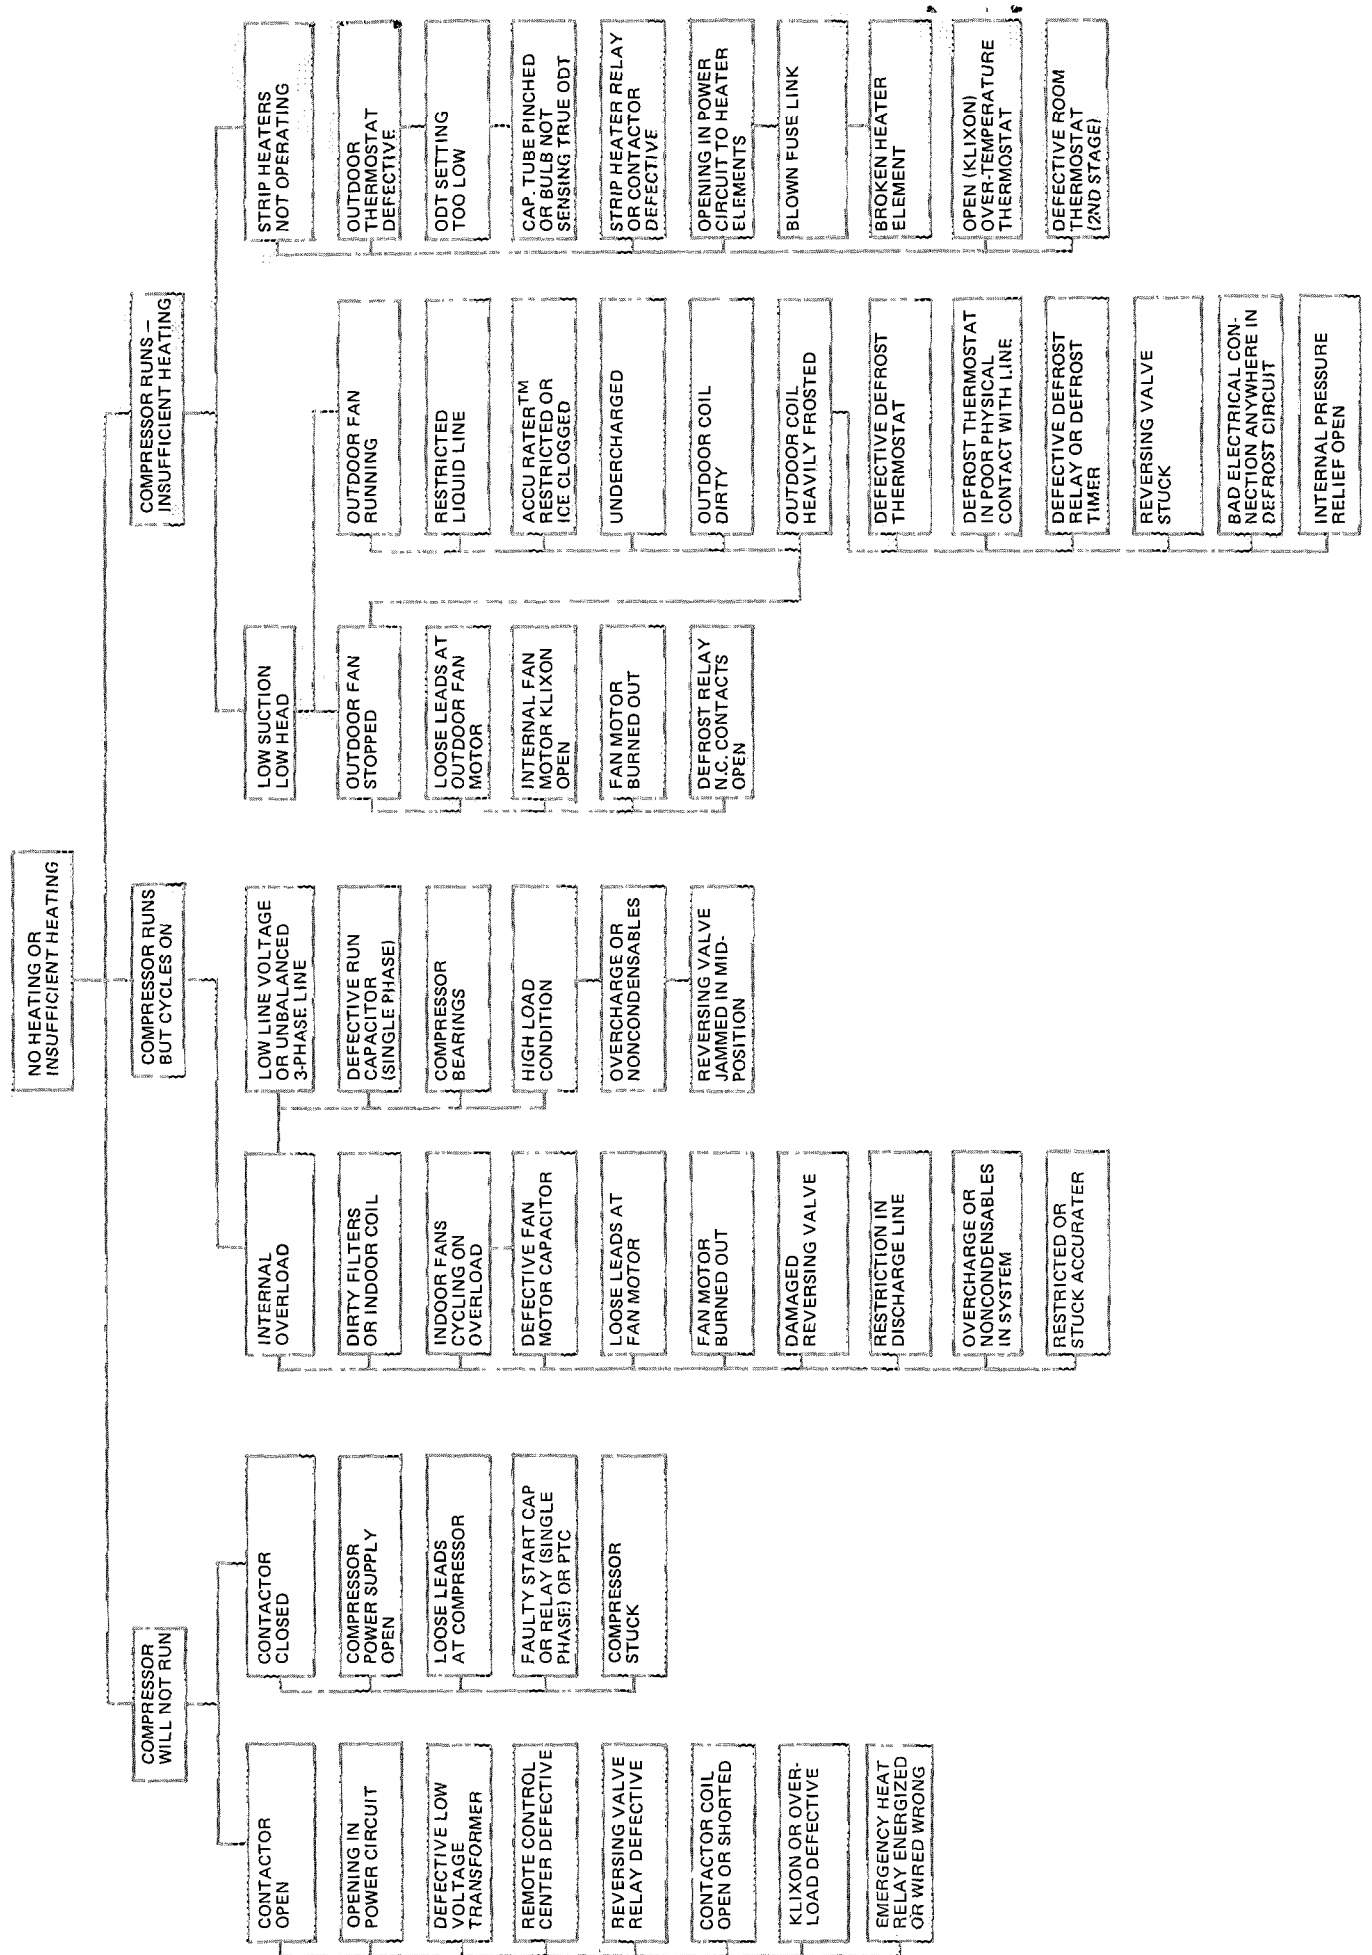 NO HEATING OR
INSUFFICIENT HEATING
COMPRESSOR
WILL NOT RUN
CONTACTOR
OPEN
OPENING IN
POWER CIRCUIT
DEFECTIVE LOW
VOLTAGE
TRANSFORMER
REMOTE CONTROL
CENTER DEFECTIVE
REVERSING VALVE
RELAY DEFECTIVE
CONTACTOR COIL
OPEN OR SHORTED
KLIXON OR OVER-
LOAD DEFECTIVE
EMERGENCY HEAT
RELAY ENERGIZED
OR WIRED WRONG
CONTACTOR
CLOSED
COMPRESSOR
POWER SUPPLY
OPEN
LOOSE LEADS
AT COMPRESSOR
FAULTY START CAP
OR RELAY (SINGLE
PHASE) OR PTC
COMPRESSOR
STUCK
COMPRESSOR RUNS
BUT CYCLES ON
INTERNAL
OVERLOAD
DIRTY FILTERS
OR INDOOR COIL
INDOOR FANS
CYCLING ON
OVERLOAD
DEFECTIVE FAN
MOTOR CAPACITOR
LOOSE LEADS AT
FAN MOTOR
FAN MOTOR
BURNED OUT
DAMAGED
REVERSING VALVE
RESTRICTION IN
DISCHARGE LINE
OVERCHARGE OR
NONCONDENSABLES
IN SYSTEM
RESTRICTED OR
STUCK ACCURATER
LOW LINE VOLTAGE
OR UNBALANCED
3-PHASE LINE
DEFECTIVE RUN
CAPACITOR
(SINGLE PHASE)
COMPRESSOR
BEARINGS
HIGH LOAD
CONDITION
OVERCHARGE OR
NONCONDENSABLES
REVERSING VALVE
JAMMED IN MID-
POSITION
COMPRESSOR RUNS —
INSUFFICIENT HEATING
LOW SUCTION
LOW HEAD
OUTDOOR FAN
STOPPED
LOOSE LEADS AT
OUTDOOR FAN
MOTOR
INTERNAL FAN
MOTOR KLIXON
OPEN
FAN MOTOR
BURNED OUT
DEFROST RELAY
N.C. CONTACTS
OPEN
OUTDOOR FAN
RUNNING
RESTRICTED
LIQUID LINE
ACCU RATER™
RESTRICTED OR
ICE CLOGGED
UNDERCHARGED
OUTDOOR COIL
DIRTY
OUTDOOR COIL
HEAVILY FROSTED
DEFECTIVE DEFROST
THERMOSTAT
DEFROST THERMOSTAT
IN POOR PHYSICAL
CONTACT WITH LINE
DEFECTIVE DEFROST
RELAY OR DEFROST
TIMER
REVERSING VALVE
STUCK
BAD ELECTRICAL CON-
NECTION ANYWHERE IN
DEFROST CIRCUIT
INTERNAL PRESSURE
RELIEF OPEN
STRIP HEATERS
NOT OPERATING
OUTDOOR
THERMOSTAT
DEFECTIVE
ODT SETTING
TOO LOW
CAP. TUBE PINCHED
OR BULB NOT
SENSING TRUE ODT
STRIP HEATER RELAY
OR CONTACTOR
DEFECTIVE
OPENING IN POWER
CIRCUIT TO HEATER
ELEMENTS
BLOWN FUSE LINK
BROKEN HEATER
ELEMENT
OPEN (KLIXON)
OVER-TEMPERATURE
THERMOSTAT
DEFECTIVE ROOM
THERMOSTAT
(2ND STAGE)